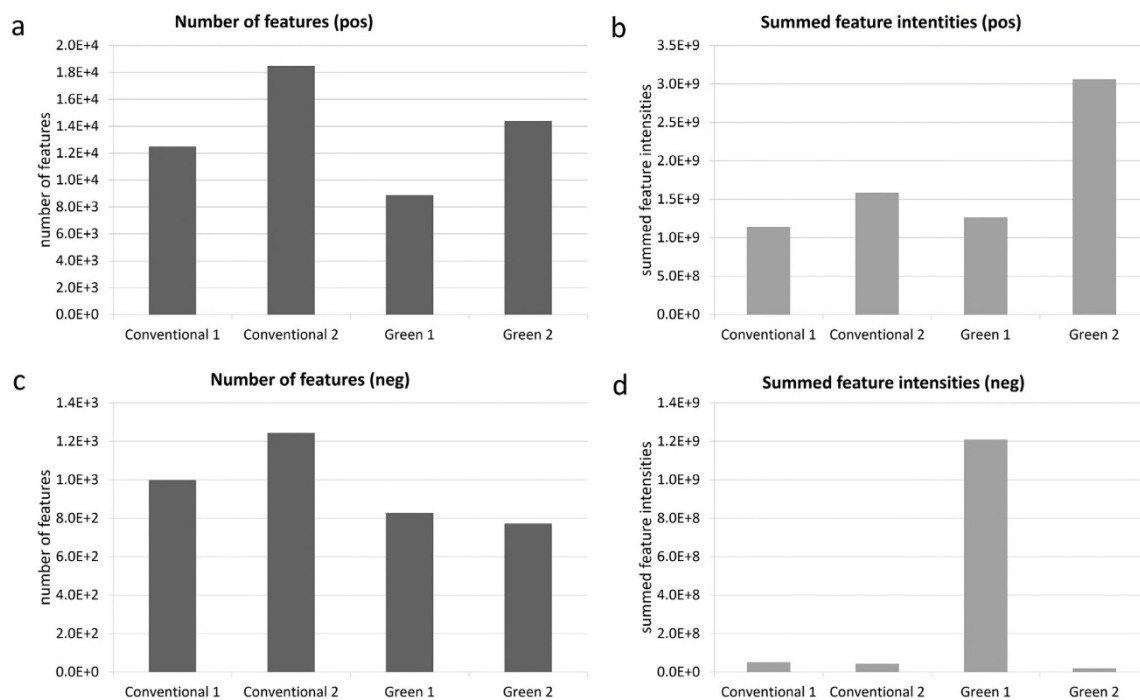 a
Number of features (pos)
number of features
2.0E+4
1.8E+4
1.6E+4
1.4E+4
1.2E+4
1.0E+4
8.0E+3
6.0E+3
4.0E+3
2.0E+3
0.0E+0
Conventional 1 Conventional 2 Green 1 Green 2
b
Summed feature intentities (pos)
summed feature intensities
3.5E+9
3.0E+9
2.5E+9
2.0E+9
1.5E+9
1.0E+9
5.0E+8
0.0E+0
Conventional 1 Conventional 2 Green 1 Green 2
c
Number of features (neg)
number of features
1.4E+3
1.2E+3
1.0E+3
8.0E+2
6.0E+2
4.0E+2
2.0E+2
0.0E+0
Conventional 1 Conventional 2 Green 1 Green 2
d
Summed feature intensities (neg)
summed feature intensities
1.4E+9
1.2E+9
1.0E+9
8.0E+8
6.0E+8
4.0E+8
2.0E+8
0.0E+0
Conventional 1 Conventional 2 Green 1 Green 2